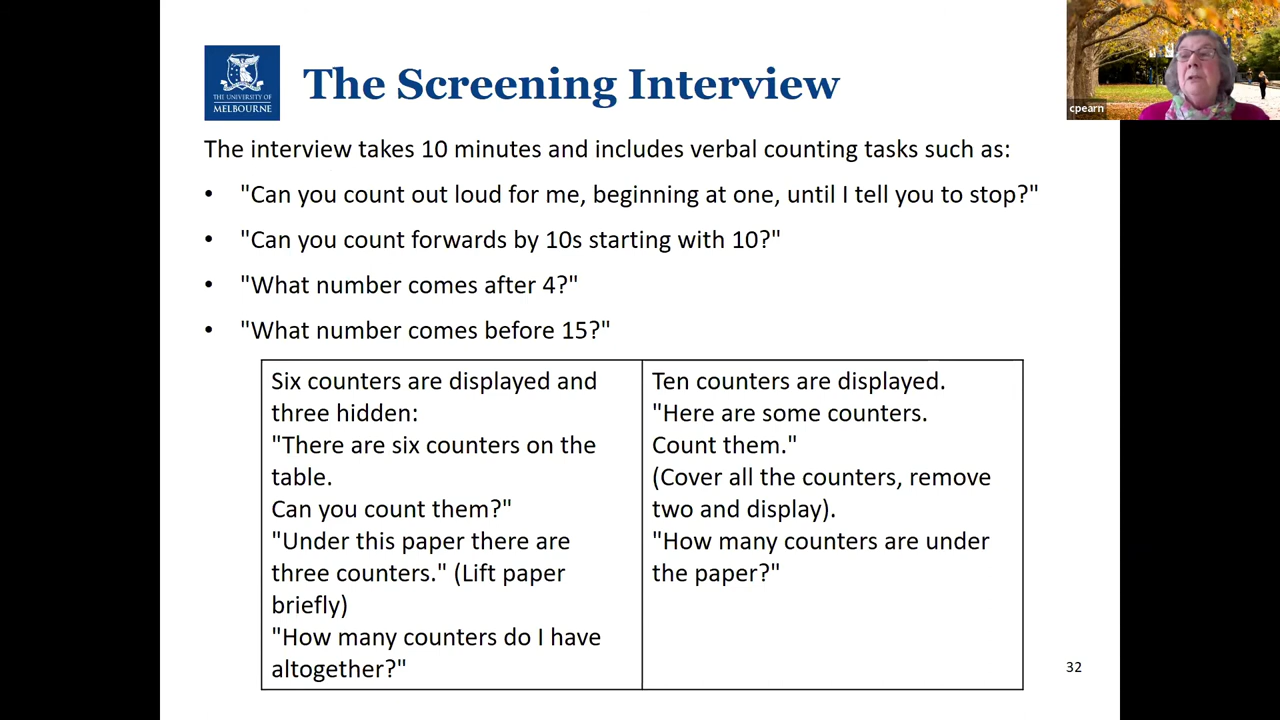 THE UNIVERSITY OF
MELBOURNE
The Screening Interview
cpearn
The interview takes 10 minutes and includes verbal counting tasks such as:
• "Can you count out loud for me, beginning at one, until I tell you to stop?"
• "Can you count forwards by 10s starting with 10?"
• "What number comes after 4?"
• "What number comes before 15?"
Six counters are displayed and
three hidden:
"There are six counters on the
table.
Can you count them?"
"Under this paper there are
three counters." (Lift paper
briefly)
"How many counters do I have
altogether?"
Ten counters are displayed.
"Here are some counters.
Count them."
(Cover all the counters, remove
two and display).
"How many counters are under
the paper?"
32